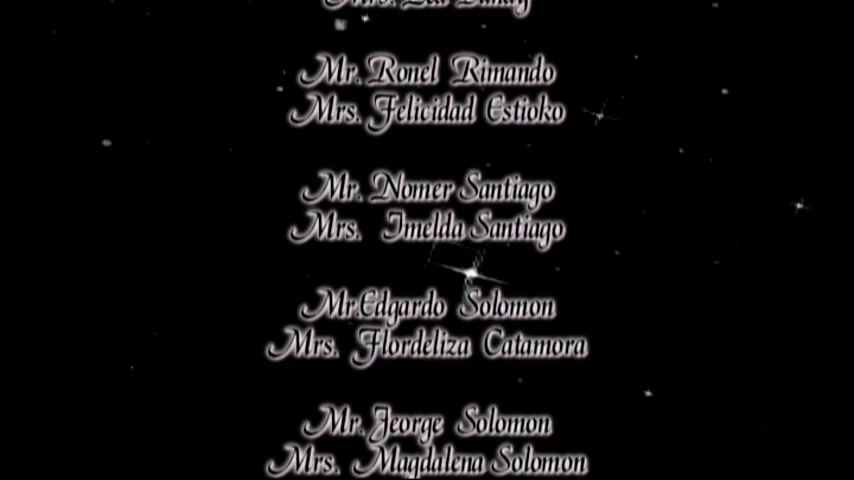 Mr. Ronel Rimando
Mrs. Felicidad Estioko
Mr. Nomer Santiago
Mrs. Imelda Santiago
Mr.Edgardo Solomon
Mrs. Flordeliza Catamora
Mr. Jeorge Solomon
Mrs. Magdalena Solomon